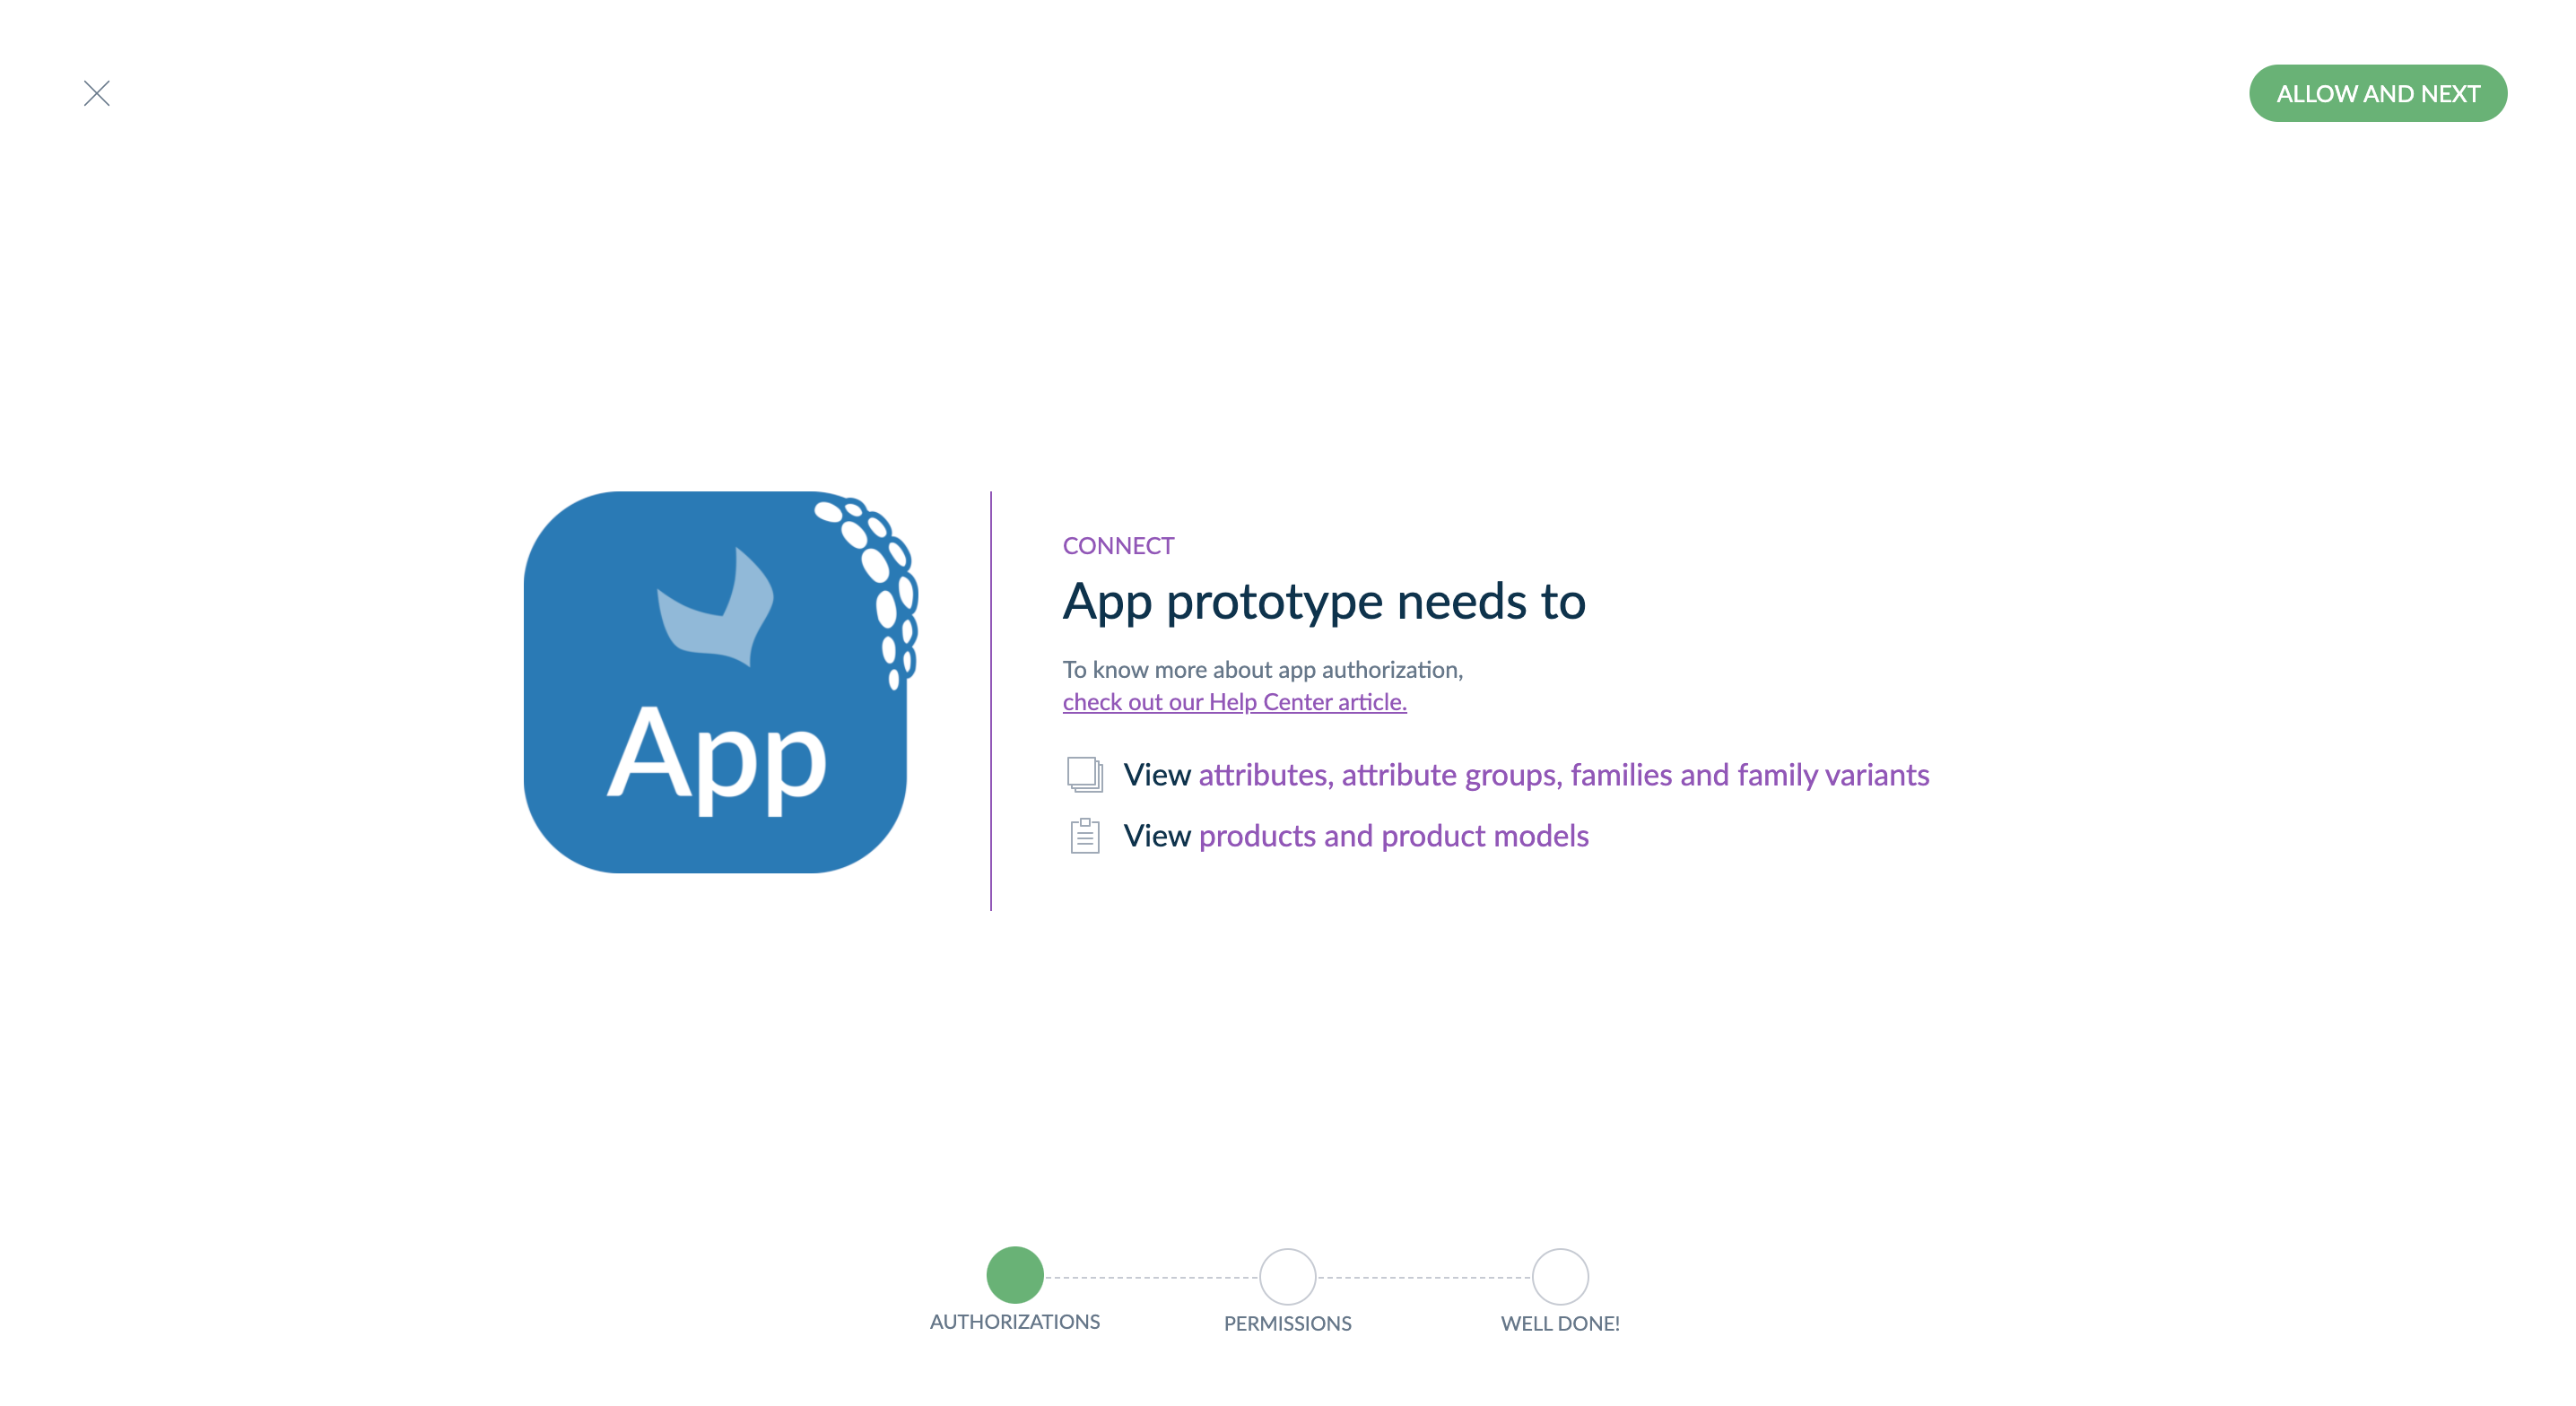 ALLOW AND NEXT
App
CONNECT
App prototype needs to
To know more about app authorization,
check out our Help Center article.
View attributes, attribute groups, families and family variants
View products and product models
AUTHORIZATIONS
PERMISSIONS
WELL DONE!